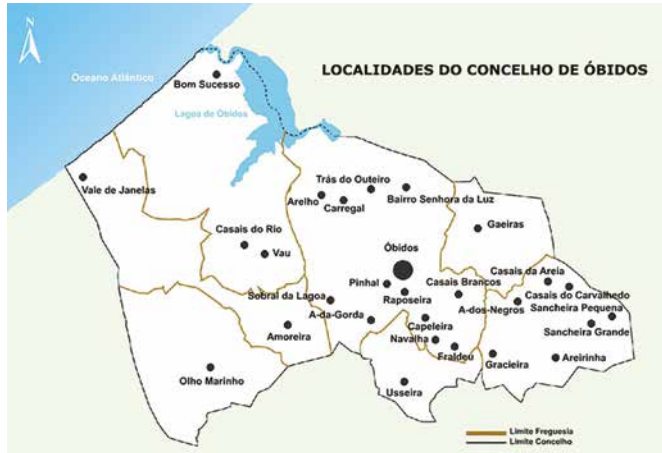 N
Oceano Atlântico
LOCALIDADES DO CONCELHO DE ÓBIDOS
Bom Sucesso
Lagoa de Óbidos
Vale de Janelas
Trás do Outeiro
Bairro Senhora da Luz
Arelho
Carregal
Gaeiras
Casais do Rio
Vau
Óbidos
Casais da Areia
Pinhal
Casais Brancos
Casais do Carvalhedo
Raposeira
Sobral da Lagoa
A-dos-Negros
Sancheira Pequena
A-da-Gorda
Capeleira
Sancheira Grande
Amoreira
Navalha
Fraldeu
Gracieira
Areirinha
Olho Marinho
Usseira
Limite Freguesia
Limite Concelho